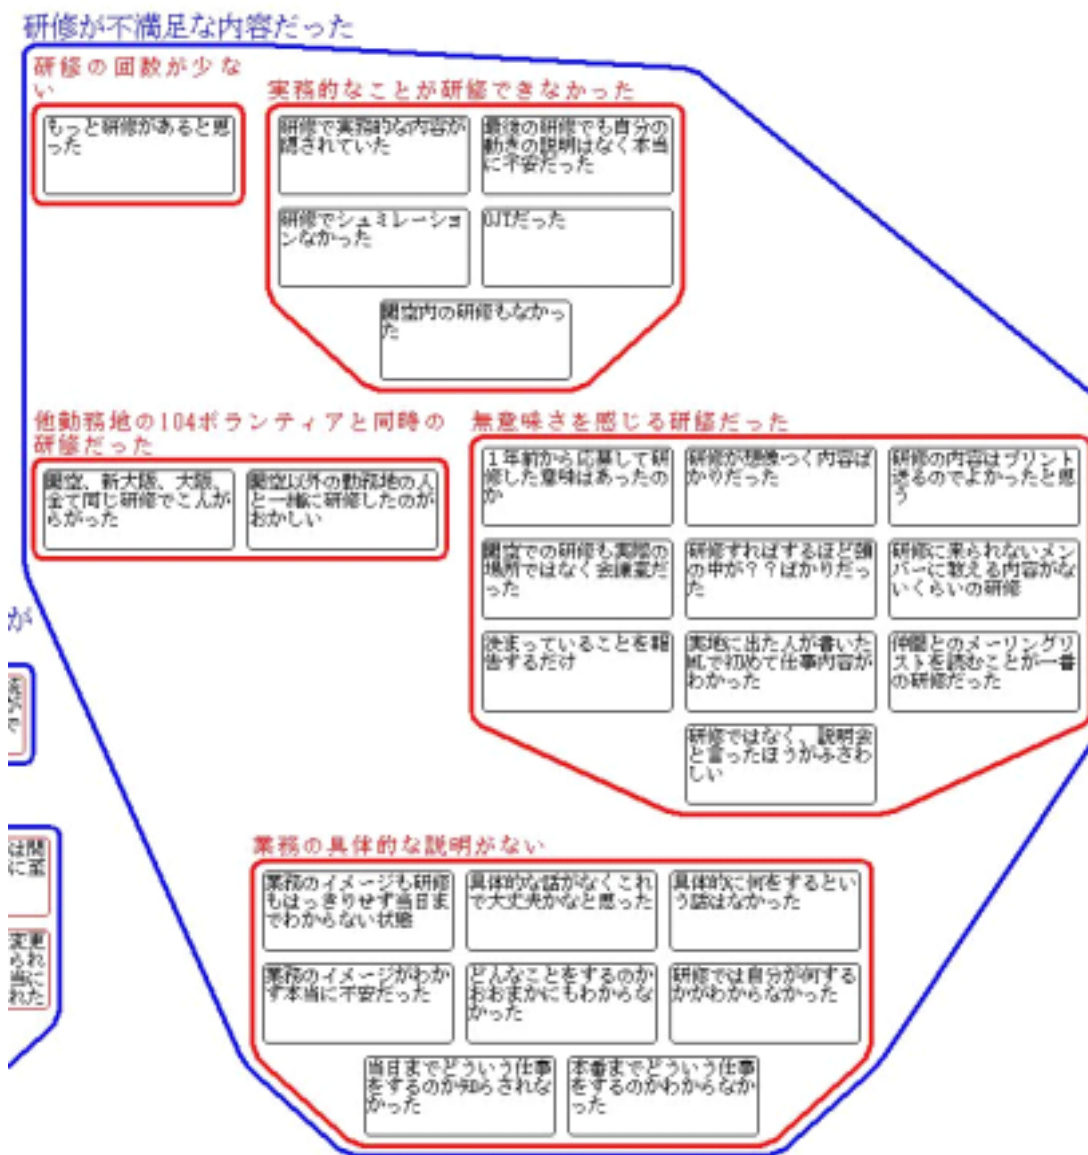 研修が不満足な内容だった
研修の回数が少な
い
もっと研修があると思
った
実務的なことが研修できなかった
研修で実務的な内容が
隠されていた
最後の研修でも自分の
動きの説明はなく本当
に不安だった
研修でシュミレーショ
ンなかった
OJTだった
関空内の研修もなかっ
た
他勤務地の104ボランティアと同時の
研修だった
関空、新大阪、大阪、
全て同じ研修でこんが
らがった
関空以外の勤務地の人
と一緒に研修したのが
おかしい
無意味さを感じる研修だった
1年前から応募して研
修した意味はあったの
か
研修が想像つく内容ば
かりだった
研修の内容はプリント
送るのでよかったと思
う
関空での研修も実際の
場所ではなく会議室だ
った
研修すればするほど頭
の中が??ばかりだっ
た
研修に来られないメン
バーに教える内容がな
いくらいの研修
決まっていることを報
告するだけ
実地に出た人が書いた
MLで初めて仕事内容が
わかった
仲間とのメーリングリ
ストを読むことが一番
の研修だった
研修ではなく、説明会
と言ったほうがふさわ
しい
業務の具体的な説明がない
業務のイメージも研修
もはっきりせず当日ま
でわからない状態
具体的な話がなくこれ
で大丈夫かなと思った
具体的に何をするとい
う話はなかった
業務のイメージがわか
ず本当に不安だった
どんなことをするのか
おおまかにもわからな
かった
研修では自分が何する
かがわからなかった
当日までどういう仕事
をするのか知らされな
かった
本番までどういう仕事
をするのかわからなか
った
が
は関
に至
変更
られ
当に
れた